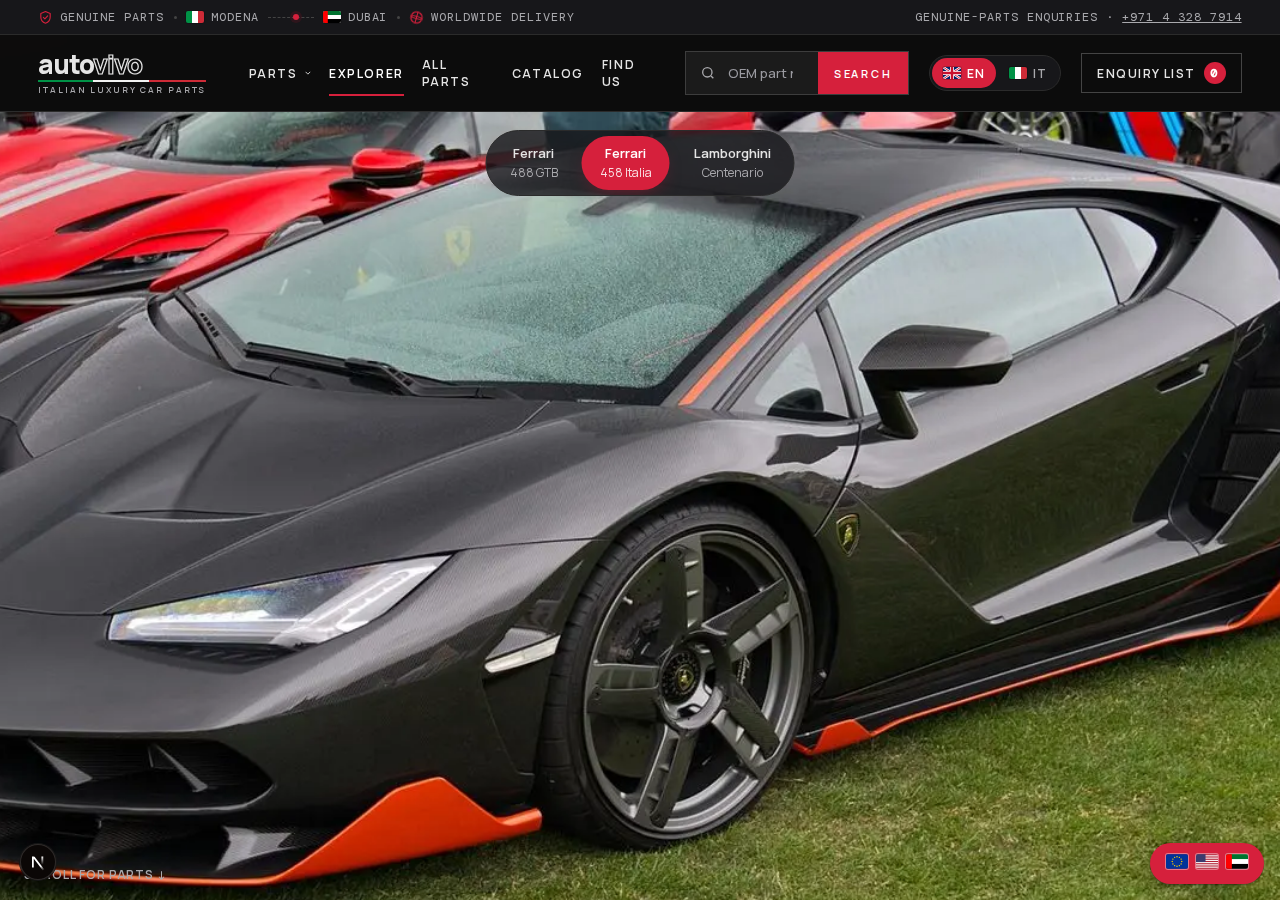 GENUINE PARTS • MODENA DUBAI • WORLDWIDE DELIVERY
GENUINE-PARTS ENQUIRIES · +971 4 328 7914
autovivo
ITALIAN LUXURY CAR PARTS
PARTS
EXPLORER
ALL PARTS
CATALOG
FIND US
OEM part
SEARCH
EN
IT
ENQUIRY LIST 0
Ferrari
488 GTB
Ferrari
458 Italia
Lamborghini
Centenario
N
FOR PARTS ↓